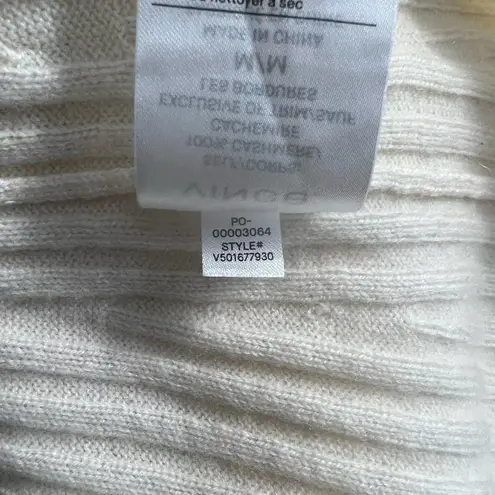 nettoyer à sec
VINCE
SELF/CORPS:
100% CASHMERE/
CACHEMIRE
EXCLUSIVE OF TRIM/SAUF
LES BORDURES
M/M
MADE IN CHINA
PO-
00003064
STYLE#
V501677930